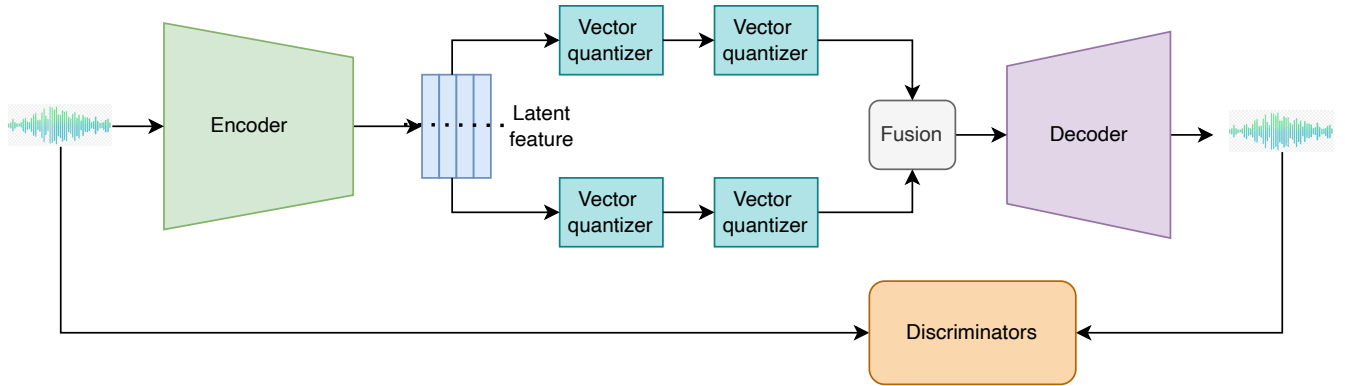 Vector
quantizer
Vector
quantizer
Encoder
Latent
feature
Fusion
Decoder
Vector
quantizer
Vector
quantizer
Discriminators